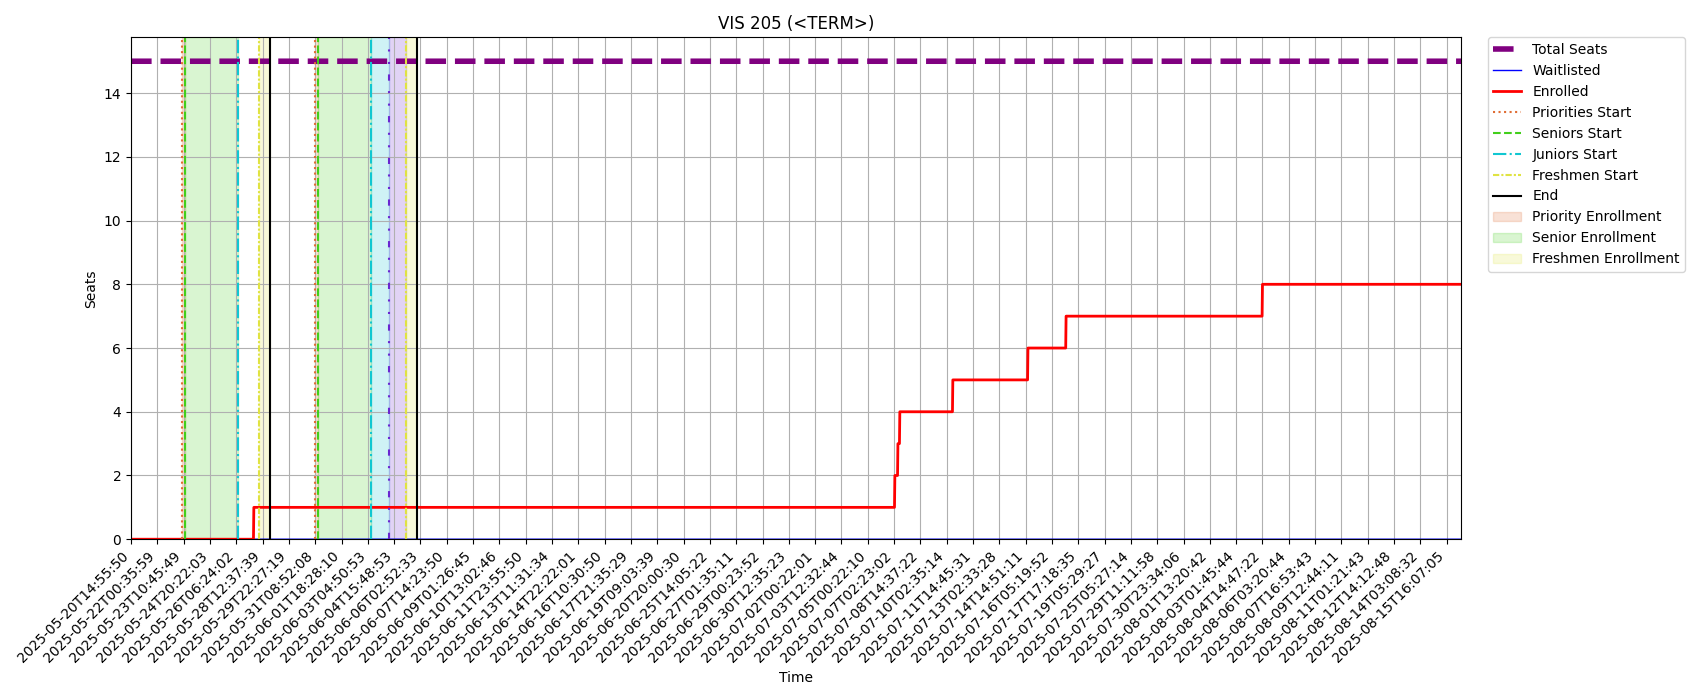 VIS 205 (<TERM>)
Total Seats
Waitlisted
Enrolled
Priorities Start
Seniors Start
Juniors Start
Freshmen Start
End
Priority Enrollment
Senior Enrollment
Freshmen Enrollment
Seats
14
12
10
8
6
4
2
0
2025-05-20T14:55:50
2025-05-22T00:35:59
2025-05-23T10:45:49
2025-05-24T20:22:03
2025-05-26T06:24:02
2025-05-28T12:37:39
2025-05-29T22:27:19
2025-05-31T08:52:08
2025-06-01T18:28:10
2025-06-03T04:50:53
2025-06-04T15:48:53
2025-06-06T02:52:33
2025-06-07T14:23:50
2025-06-09T01:26:45
2025-06-10T13:02:46
2025-06-11T23:55:50
2025-06-13T11:31:34
2025-06-14T22:22:01
2025-06-16T10:30:50
2025-06-17T21:35:29
2025-06-19T09:03:39
2025-06-20T20:00:30
2025-06-25T14:05:22
2025-06-27T01:35:11
2025-06-29T00:23:52
2025-06-30T12:35:23
2025-07-02T00:22:01
2025-07-03T12:32:44
2025-07-05T00:22:10
2025-07-07T02:23:02
2025-07-08T14:37:22
2025-07-10T02:35:14
2025-07-11T14:45:31
2025-07-13T02:33:28
2025-07-14T14:51:11
2025-07-16T05:19:52
2025-07-17T17:18:35
2025-07-19T05:29:27
2025-07-25T05:27:14
2025-07-29T11:11:58
2025-07-30T23:34:06
2025-08-01T13:20:42
2025-08-03T01:45:44
2025-08-04T14:47:22
2025-08-06T03:20:44
2025-08-07T16:53:43
2025-08-09T12:44:11
2025-08-11T01:21:43
2025-08-12T14:12:48
2025-08-14T03:08:32
2025-08-15T16:07:05
Time